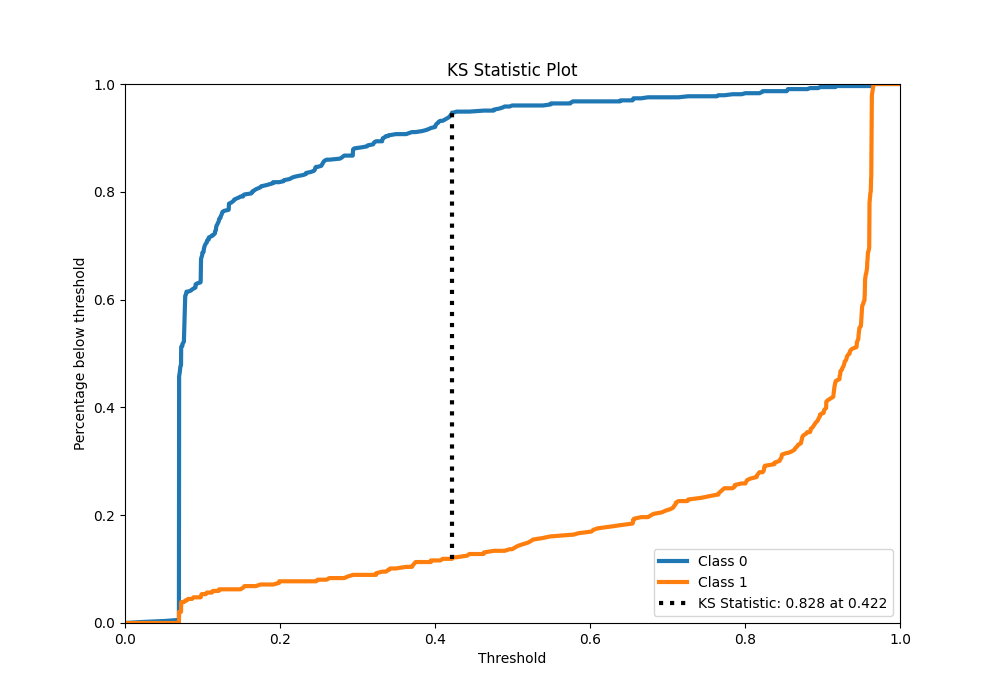 KS Statistic Plot
1.0
0.8
0.6
0.4
0.2
0.0
Percentage below threshold
0.0 0.2 0.4 0.6 0.8 1.0
Threshold
Class 0
Class 1
KS Statistic: 0.828 at 0.422